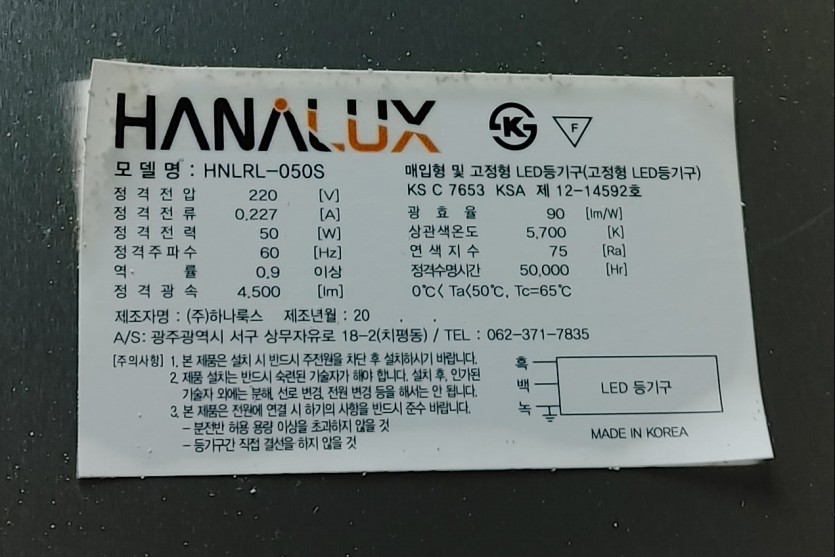 HANALUX
모델명 : HNLRL-050S
정격전압 220 [V]
정격전류 0.227 [A]
정격전력 50 [W]
정격주파수 60 [Hz]
역률 0.9 이상
정격광속 4.500 [lm]
K
F
매입형 및 고정형 LED등기구(고정형 LED등기구)
KS C 7653 KSA 제 12-14592호
광효율 90 [lm/W]
상관색온도 5,700 [K]
연색지수 75 [Ra]
정격수명시간 50,000 [Hr]
0℃< Ta<50℃, Tc=65℃
제조자명 : (주)하나룩스 제조년월 : 20 . .
A/S: 광주광역시 서구 상무자유로 18-2(치평동) / TEL : 062-371-7835
[주의사항] 1. 본 제품은 설치 시 반드시 주전원을 차단 후 설치하시기 바랍니다.
2. 제품 설치는 반드시 숙련된 기술자가 해야 합니다. 설치 후, 인가된
기술자 외에는 분해, 선로 변경, 전원 변경 등을 해서는 안 됩니다.
3. 본 제품은 전원에 연결 시 하기의 사항을 반드시 준수 바랍니다.
- 분전반 허용 용량 이상을 초과하지 않을 것
- 등기구간 직접 결선을 하지 않을 것
흑
백
녹
LED 등기구
MADE IN KOREA